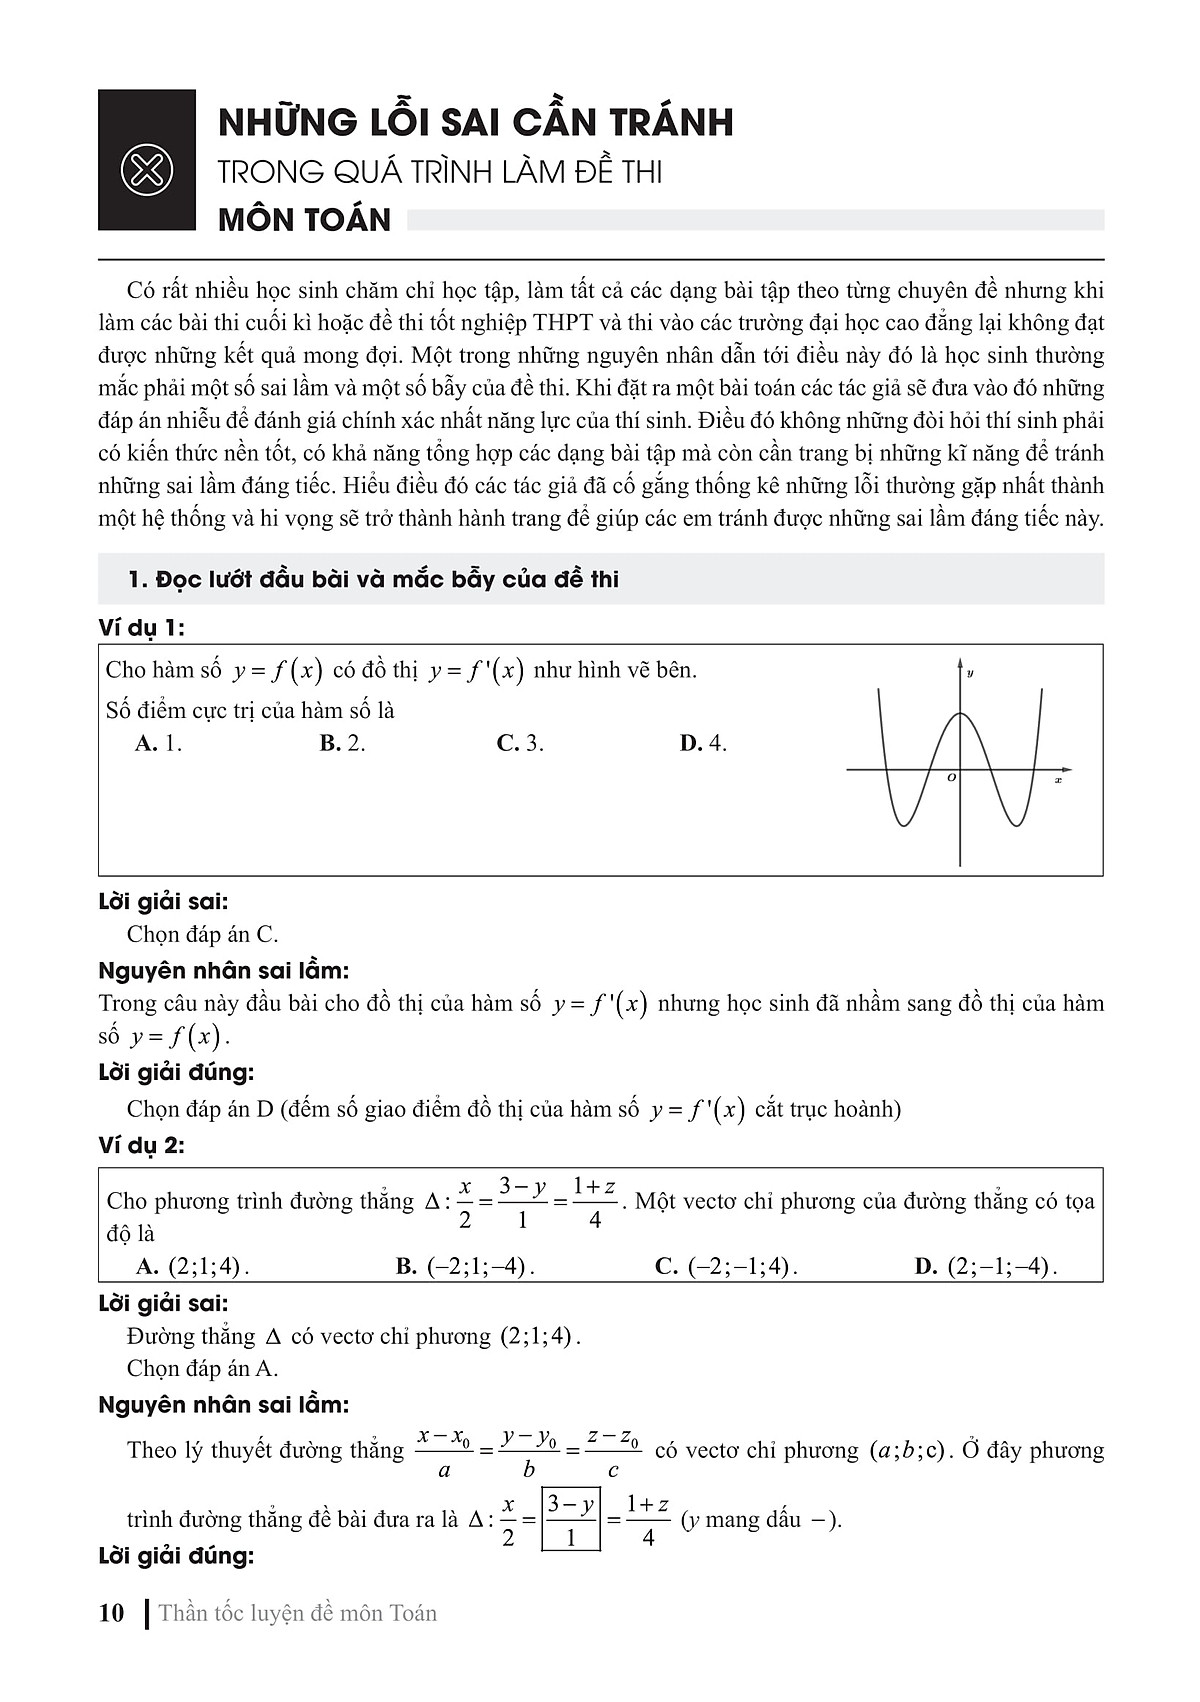 NHỮNG LỖI SAI CẦN TRÁNH
TRONG QUÁ TRÌNH LÀM ĐỀ THI
MÔN TOÁN
Có rất nhiều học sinh chăm chỉ học tập, làm tất cả các dạng bài tập theo từng chuyên đề nhưng khi
làm các bài thi cuối kì hoặc đề thi tốt nghiệp THPT và thi vào các trường đại học cao đẳng lại không đạt
được những kết quả mong đợi. Một trong những nguyên nhân dẫn tới điều này đó là học sinh thường
mắc phải một số sai lầm và một số bẫy của đề thi. Khi đặt ra một bài toán các tác giả sẽ đưa vào đó những
đáp án nhiễu để đánh giá chính xác nhất năng lực của thí sinh. Điều đó không những đòi hỏi thí sinh phải
có kiến thức nền tốt, có khả năng tổng hợp các dạng bài tập mà còn cần trang bị những kĩ năng để tránh
những sai lầm đáng tiếc. Hiểu điều đó các tác giả đã cố gắng thống kê những lỗi thường gặp nhất thành
một hệ thống và hi vọng sẽ trở thành hành trang để giúp các em tránh được những sai lầm đáng tiếc này.
1. Đọc lướt đầu bài và mắc bẫy của đề thi
Ví dụ 1:
Cho hàm số y = f(x) có đồ thị y = f'(x) như hình vẽ bên.
Số điểm cực trị của hàm số là
A. 1. B. 2. C. 3. D. 4.
y
O
x
Lời giải sai:
Chọn đáp án C.
Nguyên nhân sai lầm:
Trong câu này đầu bài cho đồ thị của hàm số y = f'(x) nhưng học sinh đã nhầm sang đồ thị của hàm
số y = f(x).
Lời giải đúng:
Chọn đáp án D (đếm số giao điểm đồ thị của hàm số y = f'(x) cắt trục hoành)
Ví dụ 2:
Cho phương trình đường thẳng Δ: x/2 = (3−y)/1 = (1+z)/4. Một vectơ chỉ phương của đường thẳng có tọa
độ là
A. (2;1;4). B. (−2;1;−4). C. (−2;−1;4). D. (2;−1;−4).
Lời giải sai:
Đường thẳng Δ có vectơ chỉ phương (2;1;4).
Chọn đáp án A.
Nguyên nhân sai lầm:
Theo lý thuyết đường thẳng (x−x₀)/a = (y−y₀)/b = (z−z₀)/c có vectơ chỉ phương (a;b;c). Ở đây phương
trình đường thẳng đề bài đưa ra là Δ: x/2 = (3−y)/1 = (1+z)/4 (y mang dấu −).
Lời giải đúng:
10 Thần tốc luyện đề môn Toán